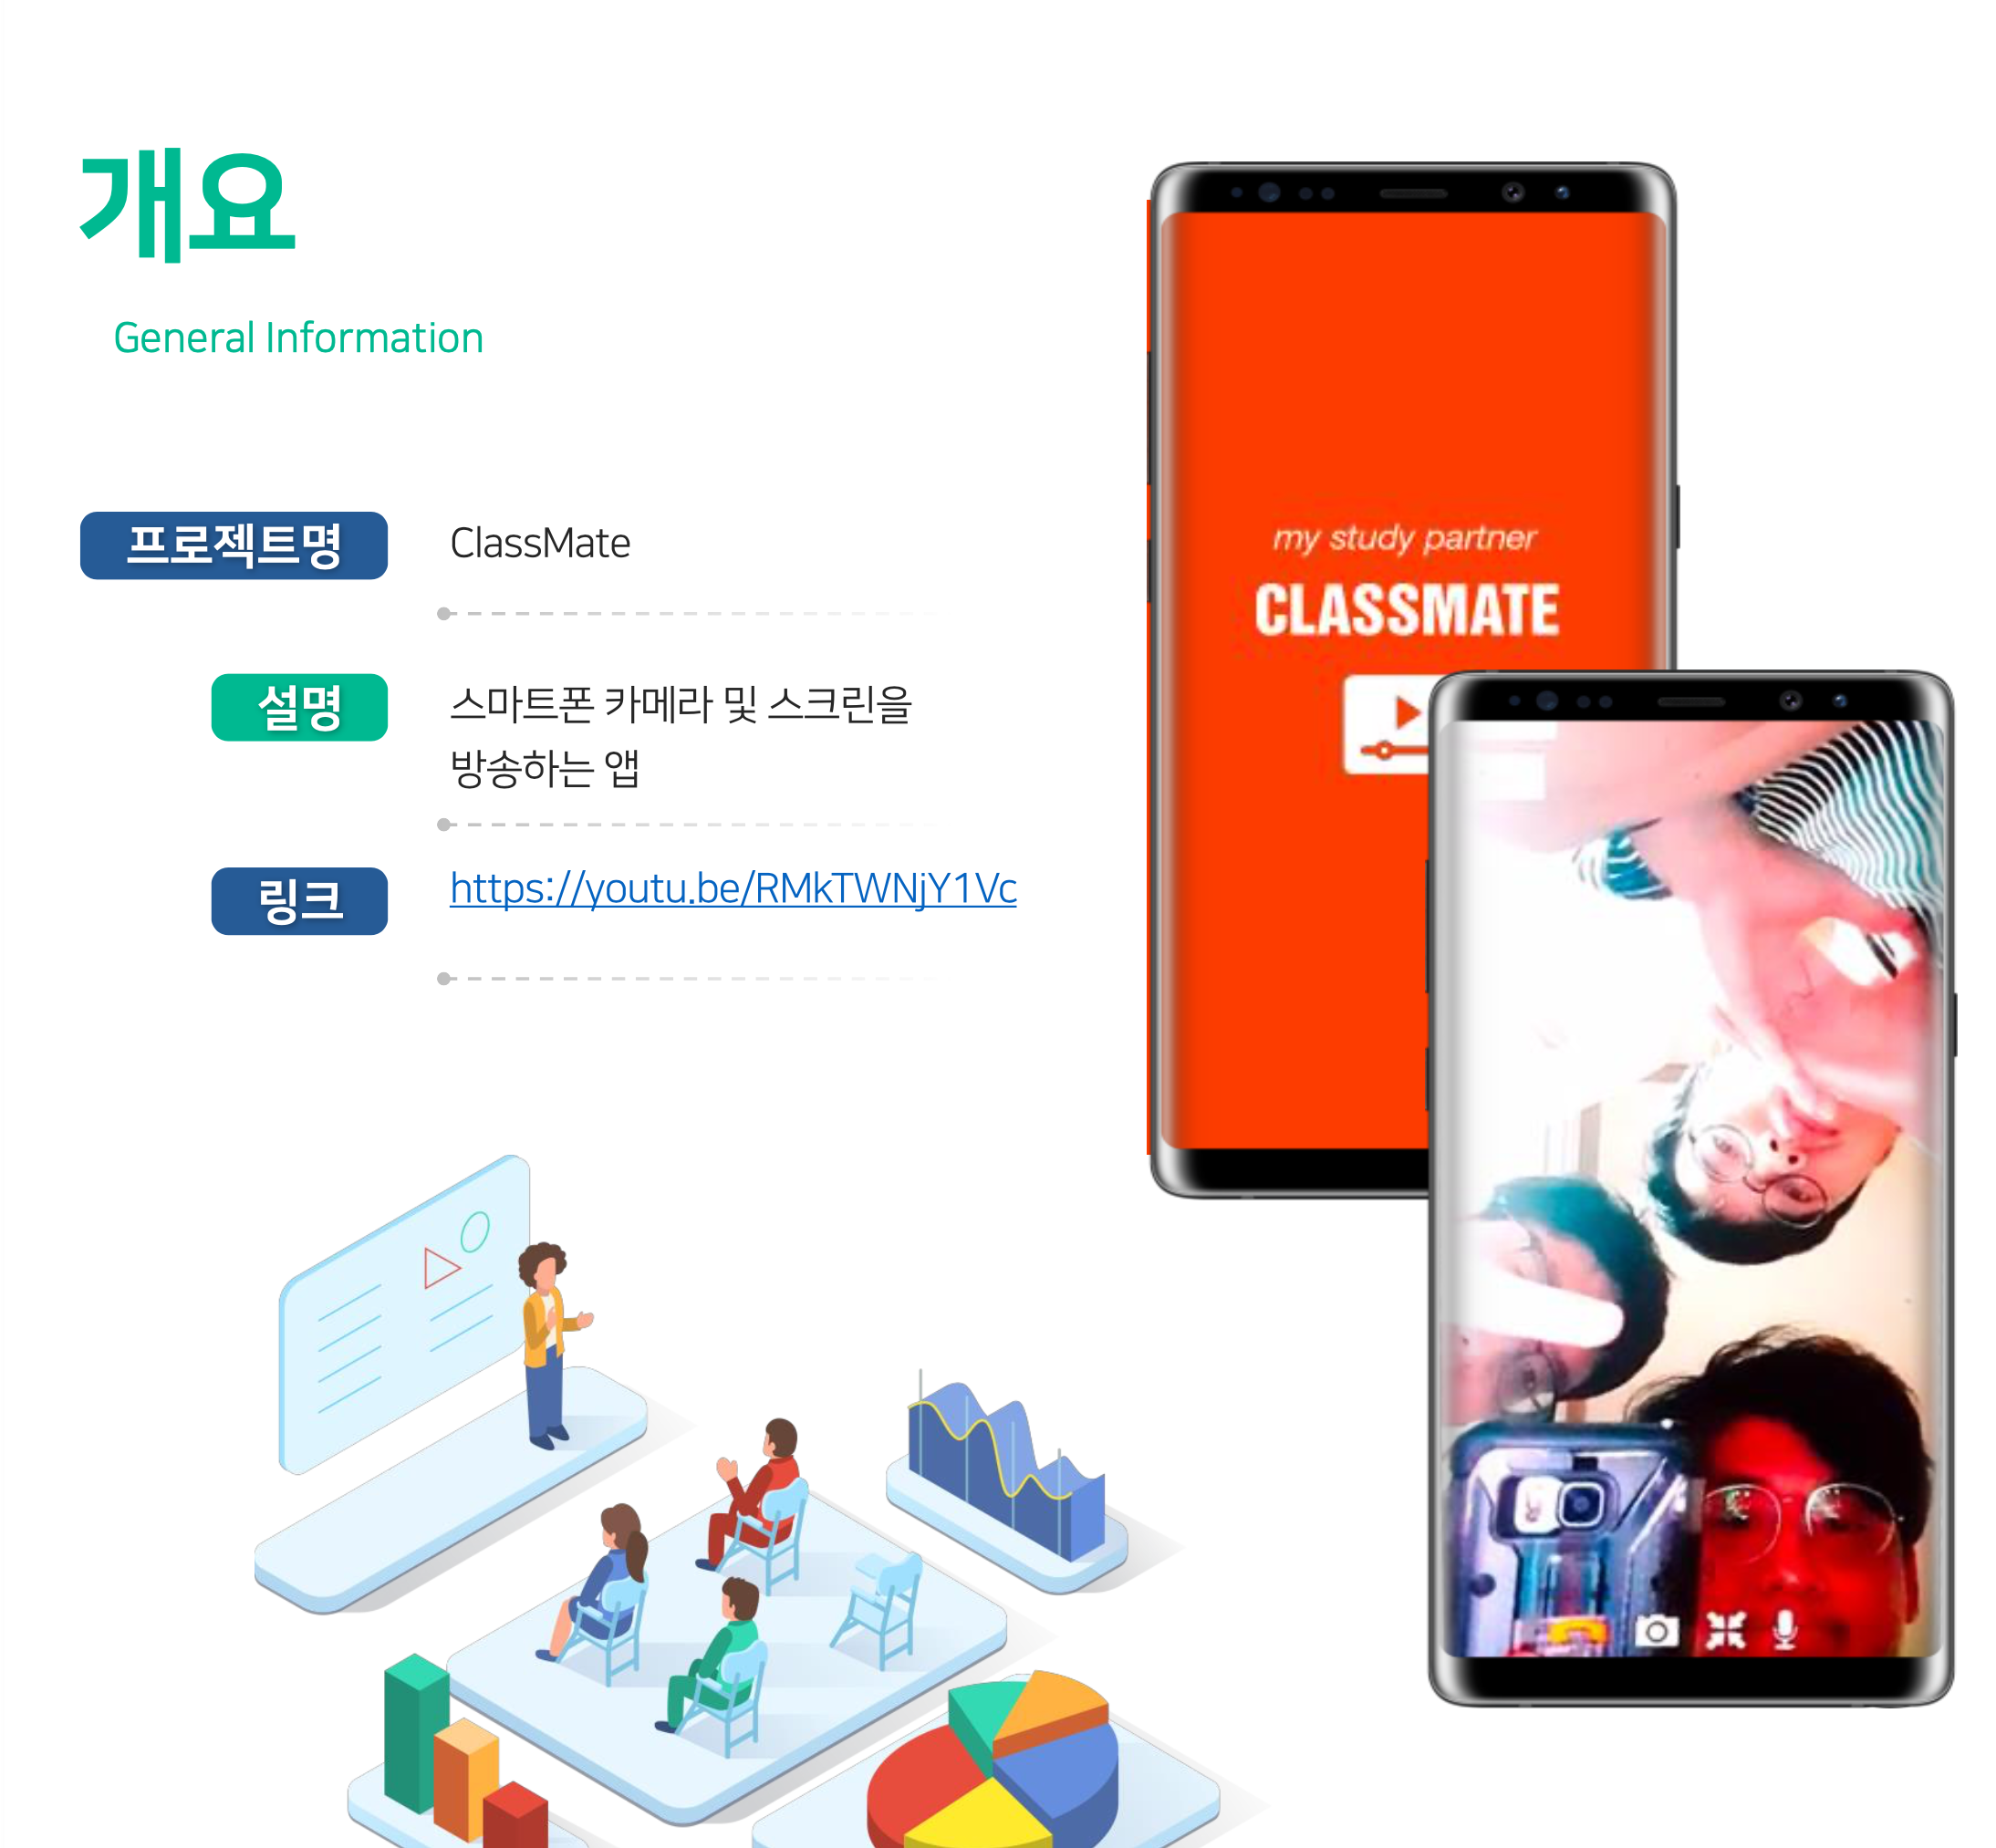 개요
General Information
프로젝트명
ClassMate
설명
스마트폰 카메라 및 스크린을
방송하는 앱
링크
https://youtu.be/RMkTWNjY1Vc
my study partner
CLASSMATE